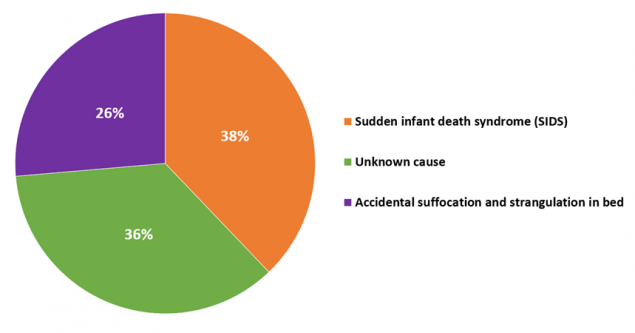 26%
38%
36%
Sudden infant death syndrome (SIDS)
Unknown cause
Accidental suffocation and strangulation in bed